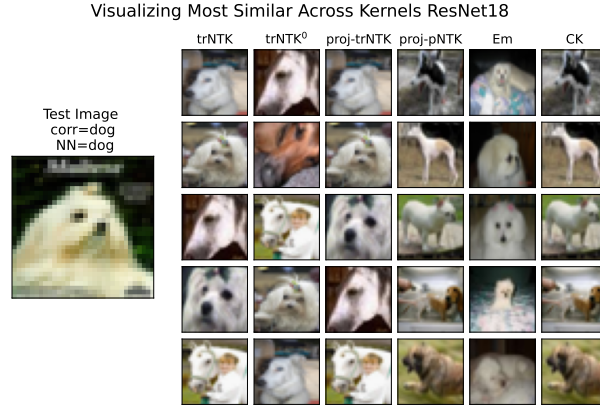 Visualizing Most Similar Across Kernels ResNet18
trNTK trNTK⁰ proj-trNTK proj-pNTK Em CK
Test Image
corr=dog
NN=dog